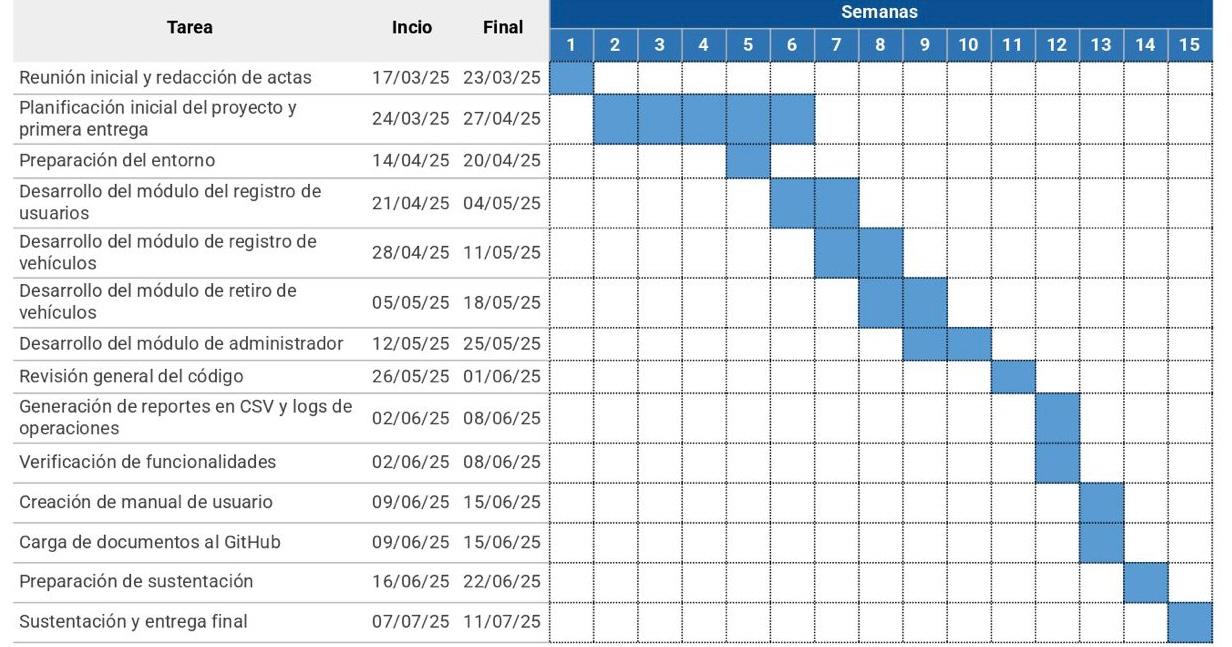 Tarea Incio Final Semanas
1 2 3 4 5 6 7 8 9 10 11 12 13 14 15
Reunión inicial y redacción de actas 17/03/25 23/03/25
Planificación inicial del proyecto y
primera entrega 24/03/25 27/04/25
Preparación del entorno 14/04/25 20/04/25
Desarrollo del módulo del registro de
usuarios 21/04/25 04/05/25
Desarrollo del módulo de registro de
vehículos 28/04/25 11/05/25
Desarrollo del módulo de retiro de
vehículos 05/05/25 18/05/25
Desarrollo del módulo de administrador 12/05/25 25/05/25
Revisión general del código 26/05/25 01/06/25
Generación de reportes en CSV y logs de
operaciones 02/06/25 08/06/25
Verificación de funcionalidades 02/06/25 08/06/25
Creación de manual de usuario 09/06/25 15/06/25
Carga de documentos al GitHub 09/06/25 15/06/25
Preparación de sustentación 16/06/25 22/06/25
Sustentación y entrega final 07/07/25 11/07/25